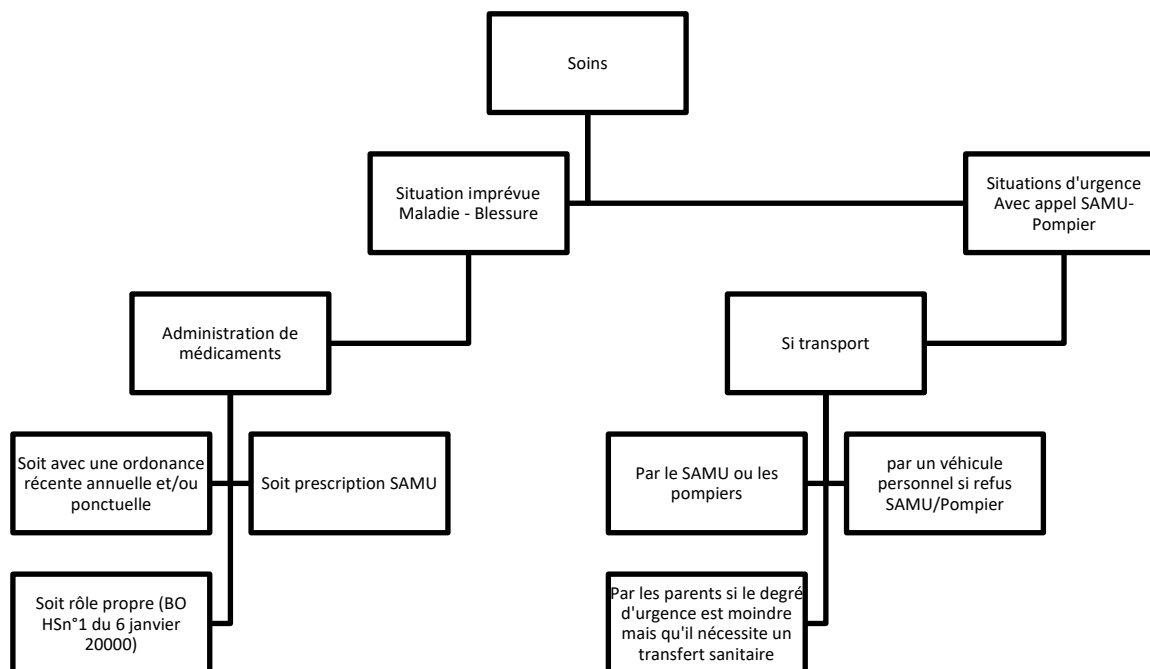 Soins
Situation imprévue
Maladie - Blessure
Situations d'urgence
Avec appel SAMU-
Pompier
Administration de
médicaments
Si transport
Soit avec une ordonance
récente annuelle et/ou
ponctuelle
Soit prescription SAMU
Par le SAMU ou les
pompiers
par un véhicule
personnel si refus
SAMU/Pompier
Soit rôle propre (BO
HSn°1 du 6 janvier
20000)
Par les parents si le degré
d'urgence est moindre
mais qu'il nécessite un
transfert sanitaire